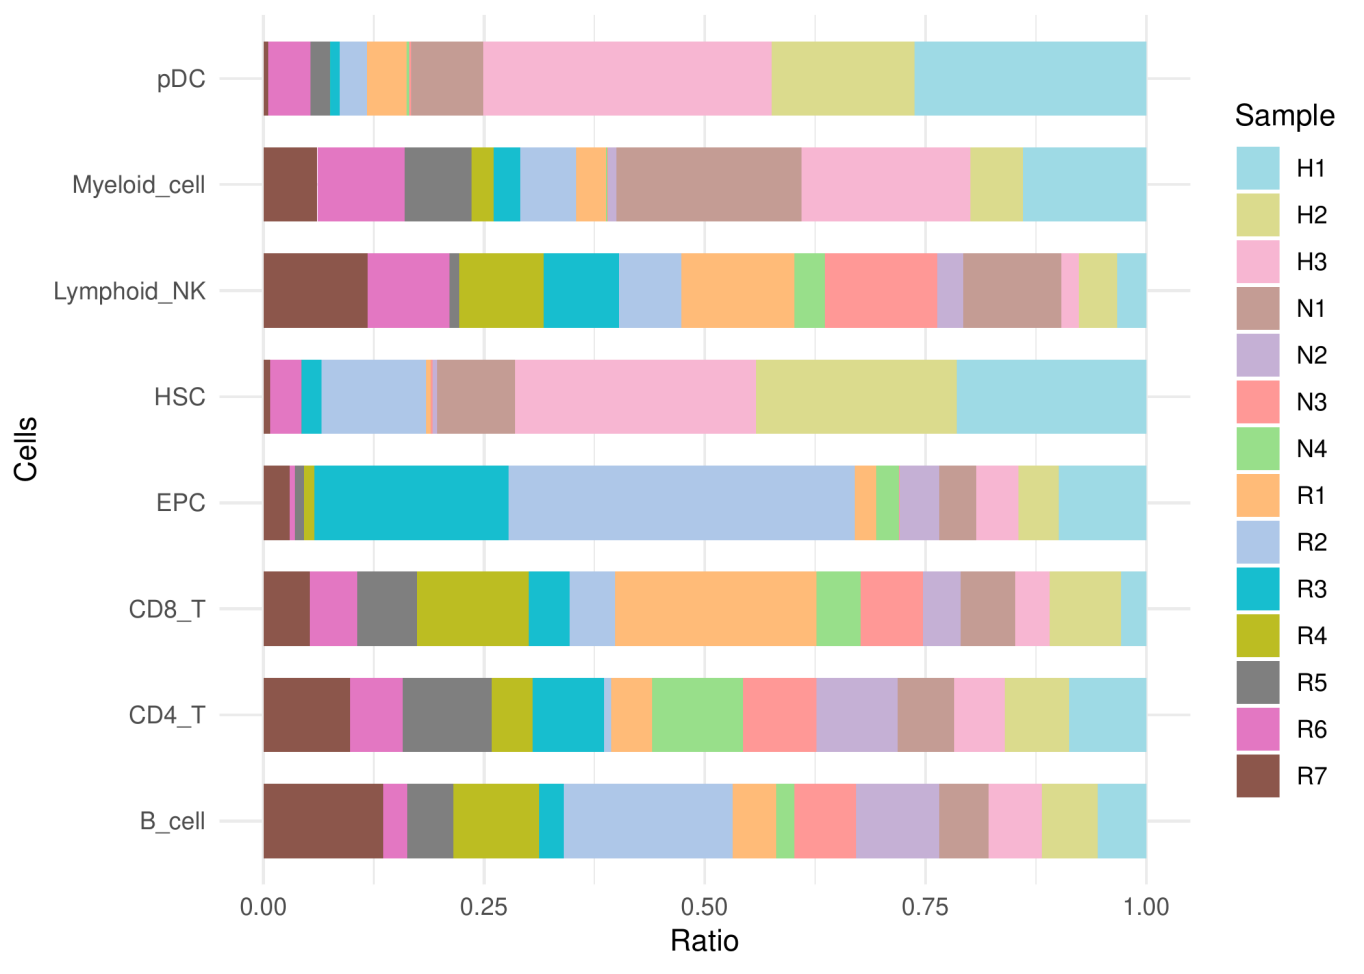 pDC
Myeloid_cell
Lymphoid_NK
HSC
EPC
CD8_T
CD4_T
B_cell
Cells
0.00 0.25 0.50 0.75 1.00
Ratio
Sample
H1
H2
H3
N1
N2
N3
N4
R1
R2
R3
R4
R5
R6
R7